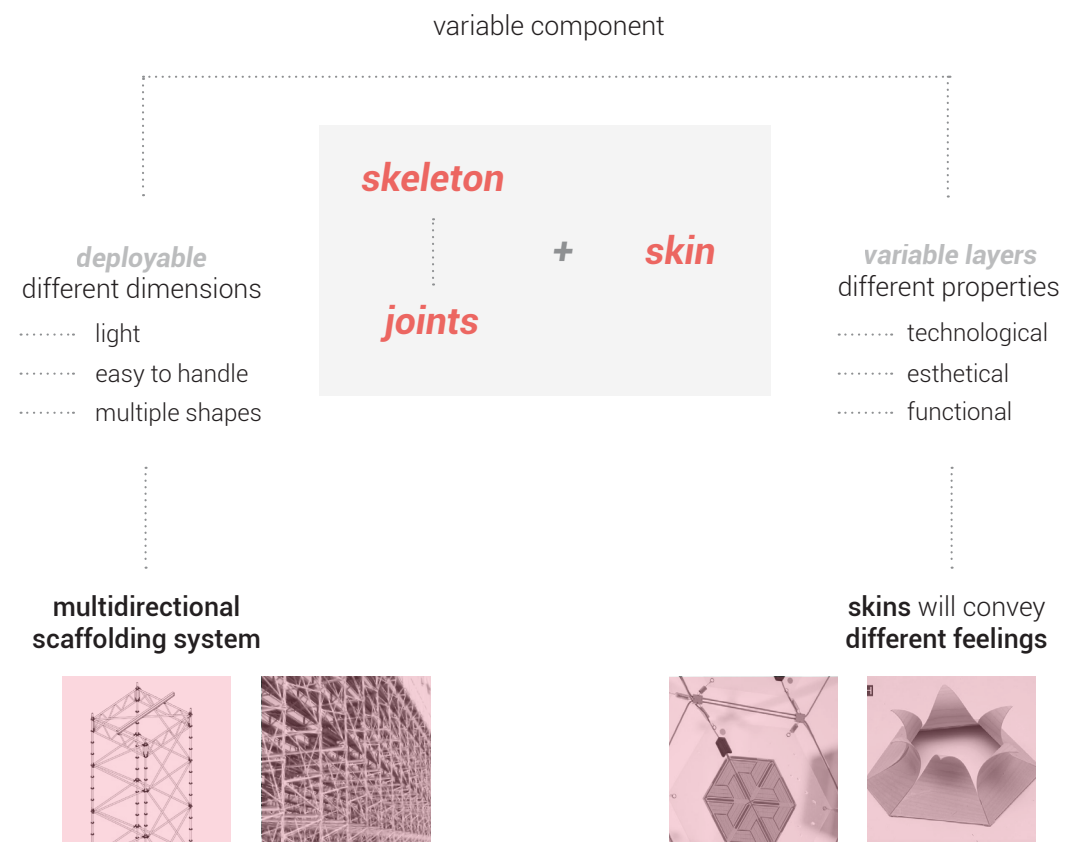 variable component
skeleton
joints
+
skin
deployable
different dimensions
light
easy to handle
multiple shapes
multidirectional
scaffolding system
variable layers
different properties
technological
esthetical
functional
skins will convey
different feelings
H